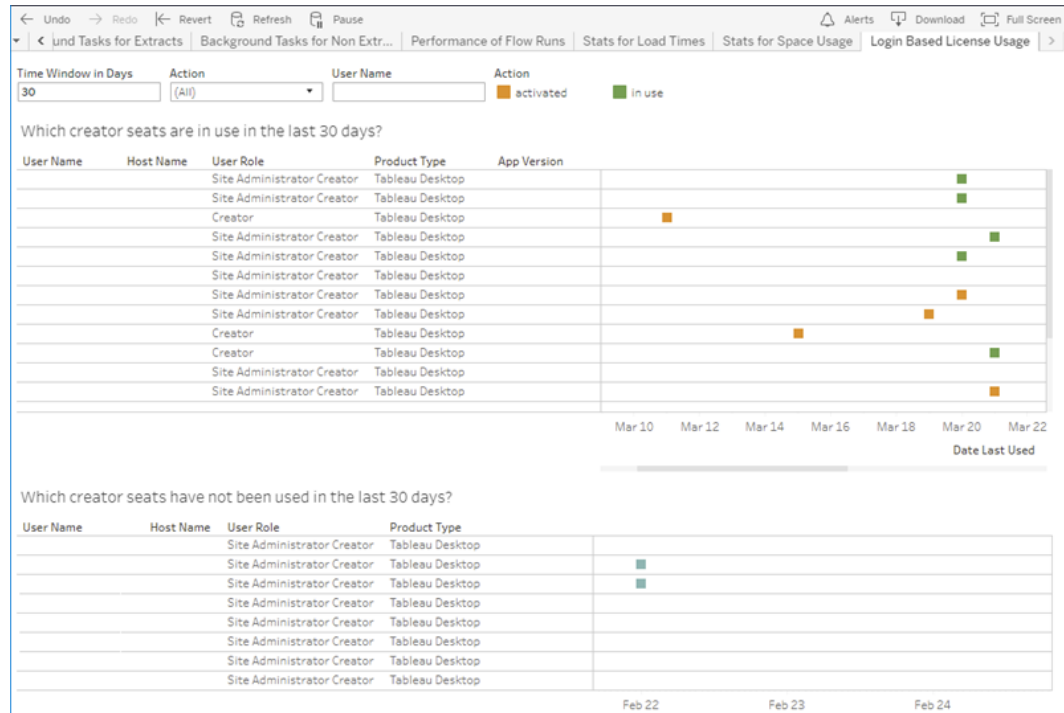 Undo Redo Revert Refresh Pause Alerts Download Full Screen
und Tasks for Extracts Background Tasks for Non Extr... Performance of Flow Runs Stats for Load Times Stats for Space Usage Login Based License Usage
Time Window in Days Action User Name Action
30 (All) activated in use
Which creator seats are in use in the last 30 days?
User Name Host Name User Role Product Type App Version
Site Administrator Creator Tableau Desktop
Site Administrator Creator Tableau Desktop
Creator Tableau Desktop
Site Administrator Creator Tableau Desktop
Site Administrator Creator Tableau Desktop
Site Administrator Creator Tableau Desktop
Site Administrator Creator Tableau Desktop
Site Administrator Creator Tableau Desktop
Creator Tableau Desktop
Creator Tableau Desktop
Site Administrator Creator Tableau Desktop
Site Administrator Creator Tableau Desktop
Mar 10 Mar 12 Mar 14 Mar 16 Mar 18 Mar 20 Mar 22
Date Last Used
Which creator seats have not been used in the last 30 days?
User Name Host Name User Role Product Type
Site Administrator Creator Tableau Desktop
Site Administrator Creator Tableau Desktop
Site Administrator Creator Tableau Desktop
Site Administrator Creator Tableau Desktop
Site Administrator Creator Tableau Desktop
Site Administrator Creator Tableau Desktop
Site Administrator Creator Tableau Desktop
Site Administrator Creator Tableau Desktop
Feb 22 Feb 23 Feb 24